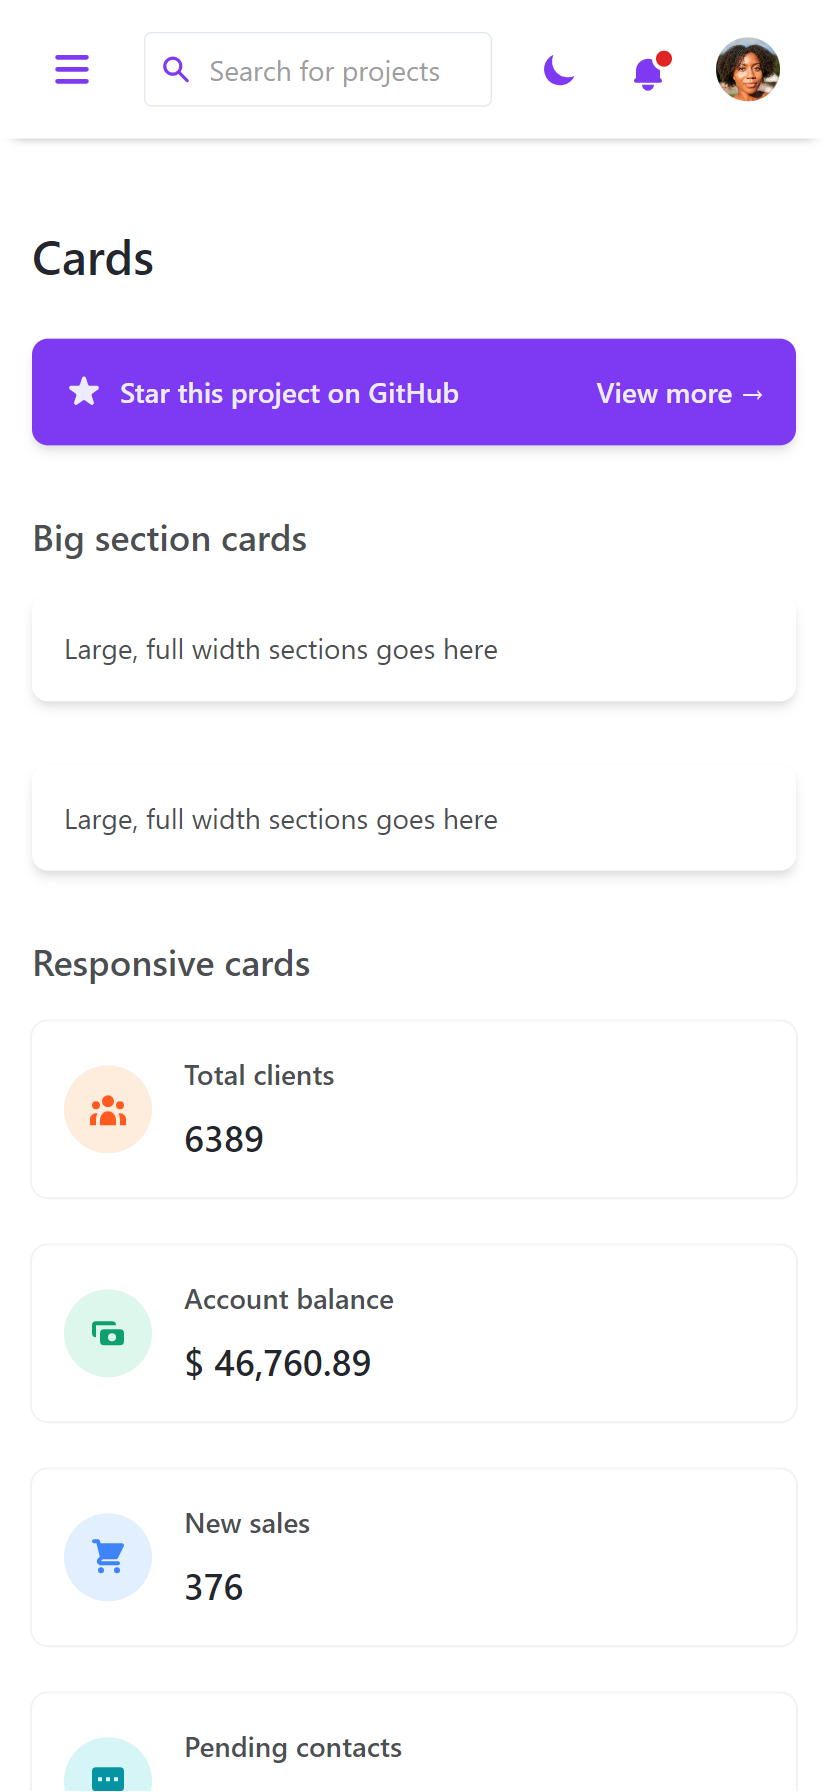 Search for projects
Cards
Star this project on GitHub
View more →
Big section cards
Large, full width sections goes here
Large, full width sections goes here
Responsive cards
Total clients
6389
Account balance
$ 46,760.89
New sales
376
Pending contacts